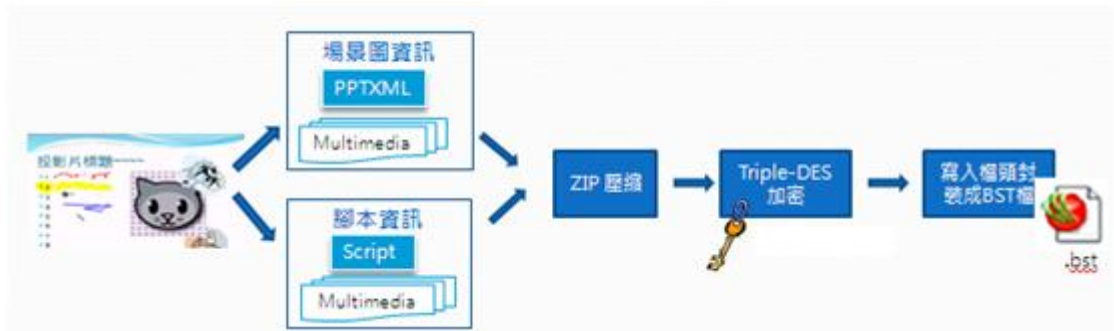 投影片標題
場景圖資訊
PPTXML
Multimedia
腳本資訊
Script
Multimedia
ZIP 壓縮
Triple-DES
加密
寫入檔頭封
裝成BST檔
.bst